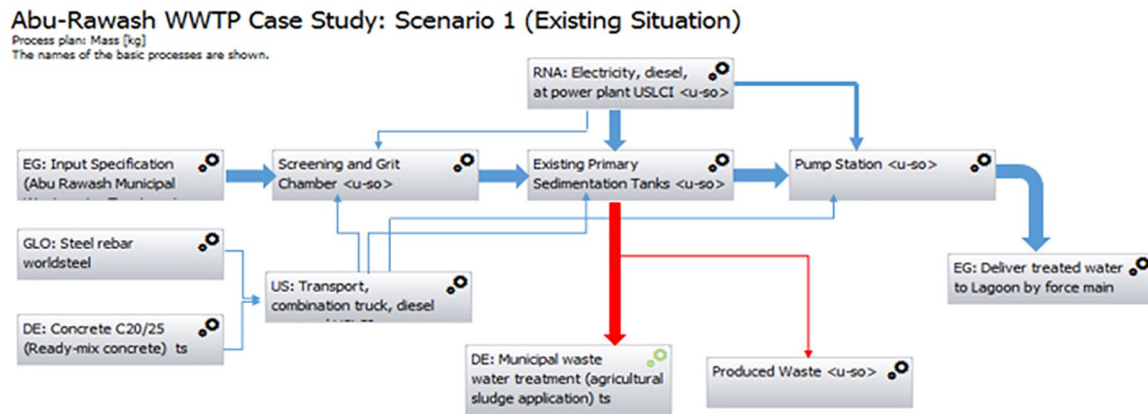 Abu-Rawash WWTP Case Study: Scenario 1 (Existing Situation)
Process plan: Mass [kg]
The names of the basic processes are shown.
RNA: Electricity, diesel,
at power plant USLCI <u-so>
EG: Input Specification
(Abu Rawash Municipal
Screening and Grit
Chamber <u-so>
Existing Primary
Sedimentation Tanks <u-so>
Pump Station <u-so>
GLO: Steel rebar
worldsteel
US: Transport,
combination truck, diesel
EG: Deliver treated water
to Lagoon by force main
DE: Concrete C20/25
(Ready-mix concrete) ts
DE: Municipal waste
water treatment (agricultural
sludge application) ts
Produced Waste <u-so>